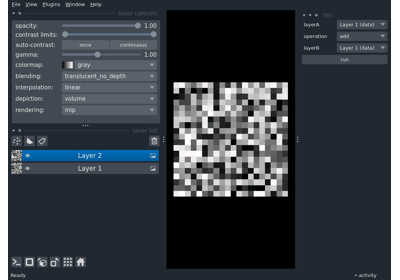 File View Plugins Window Help
layer controls
opacity: 1.00
contrast limits:
auto-contrast: once continuous
gamma: 1.00
colormap: gray
blending: translucent_no_depth
interpolation: linear
depiction: volume
rendering: mip
layer list
Layer 2
Layer 1
layerA Layer 1 (data)
operation add
layerB Layer 1 (data)
run
Ready
activity